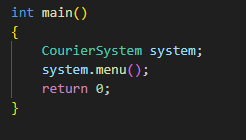 int main()
{
    CourierSystem system;
    system.menu();
    return 0;
}